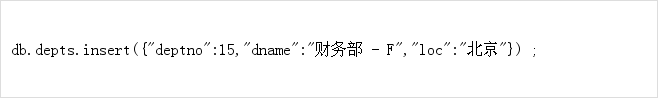 db.depts.insert({"deptno":15,"dname":"财务部 - F","loc":"北京"}) ;